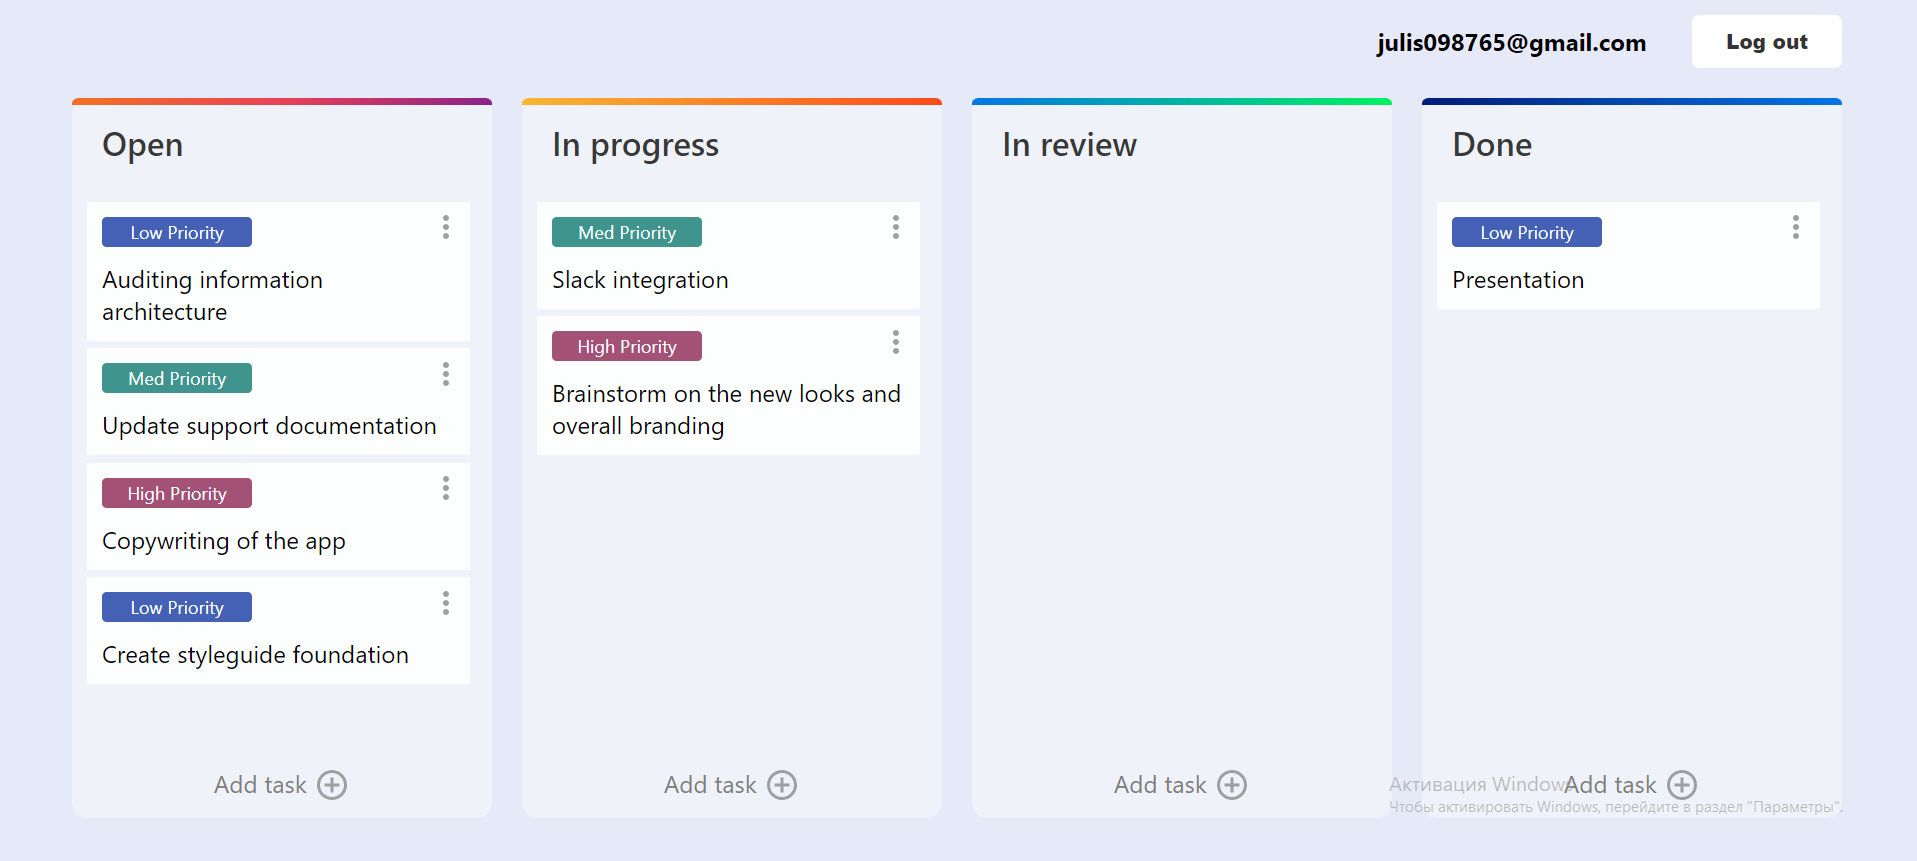 julis098765@gmail.com
Log out
Open
Low Priority
Auditing information
architecture
Med Priority
Update support documentation
High Priority
Copywriting of the app
Low Priority
Create styleguide foundation
Add task
In progress
Med Priority
Slack integration
High Priority
Brainstorm on the new looks and
overall branding
Add task
In review
Add task
Done
Low Priority
Presentation
Add task
Активация Windows
Чтобы активировать Windows, перейдите в раздел "Параметры".